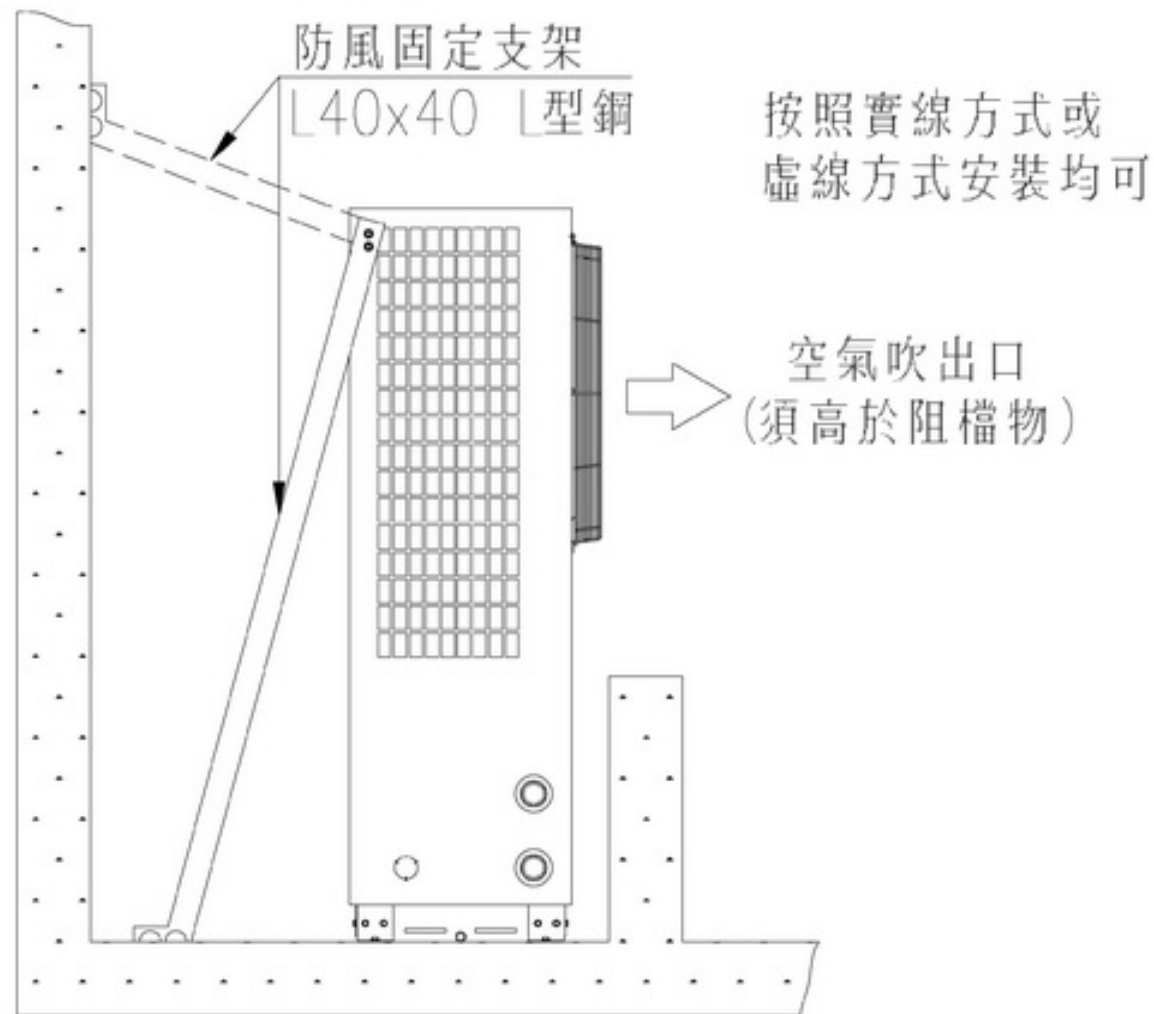 防風固定支架
L40x40 L型鋼
按照實線方式或
虛線方式安裝均可
空氣吹出口
(須高於阻檔物)